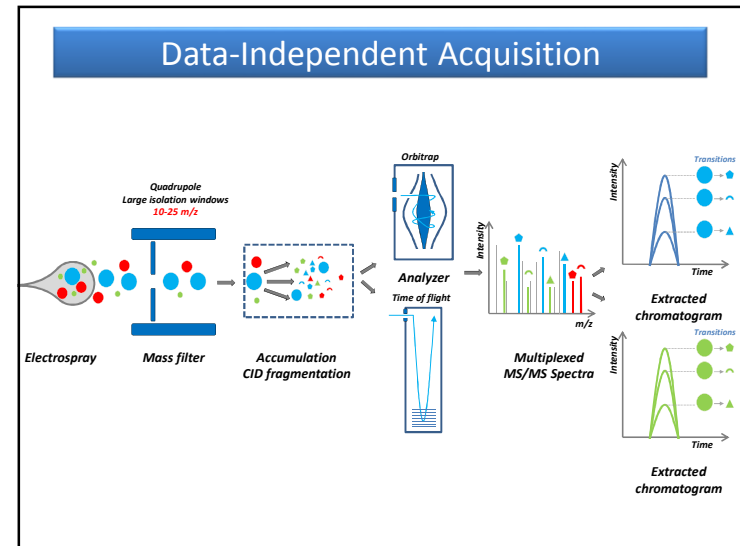 Data-Independent Acquisition
Quadrupole
Large isolation windows
10-25 m/z
Electrospray
Mass filter
Accumulation
CID fragmentation
Orbitrap
Analyzer
Time of flight
Intensity
m/z
Multiplexed
MS/MS Spectra
Transitions
Intensity
Time
Extracted
chromatogram
Transitions
Intensity
Time
Extracted
chromatogram